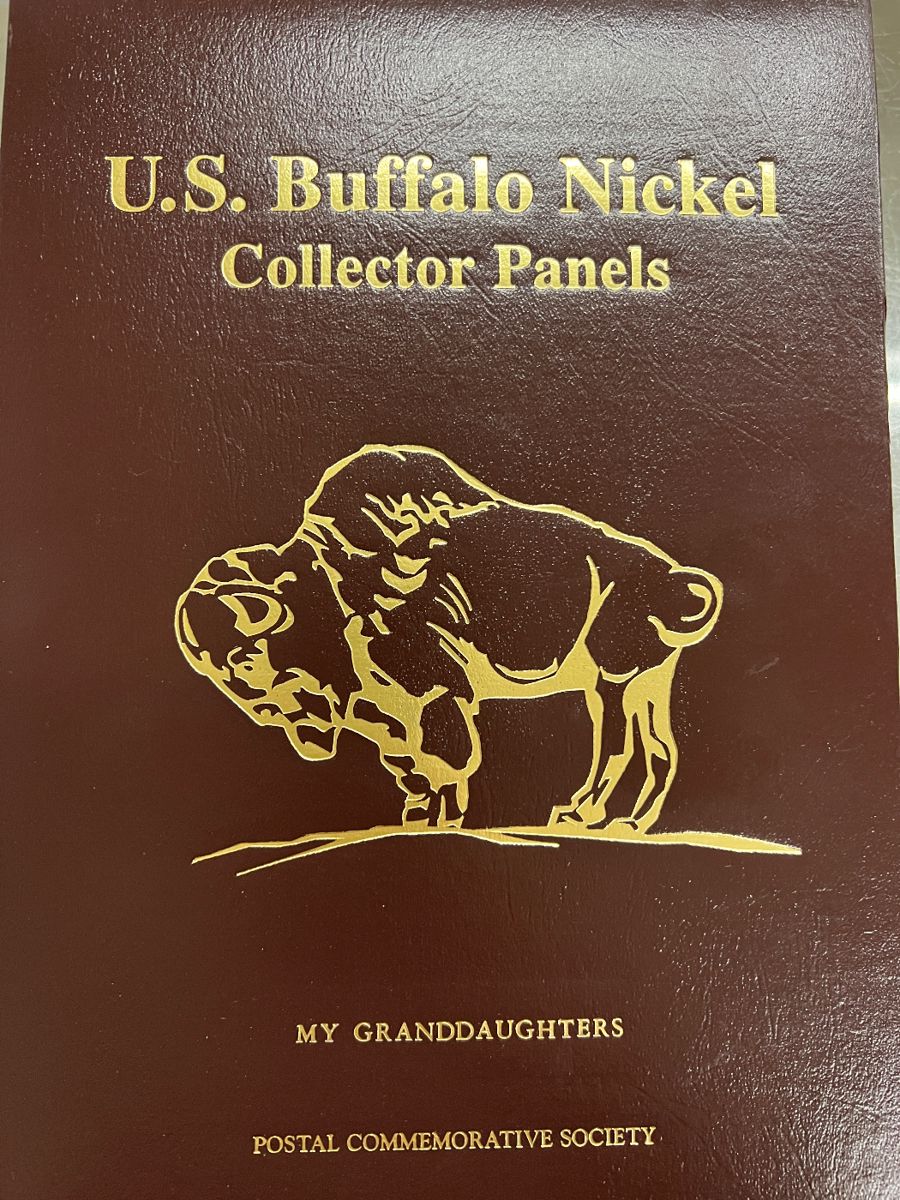 U.S. Buffalo Nickel
Collector Panels
MY GRANDDAUGHTERS
POSTAL COMMEMORATIVE SOCIETY